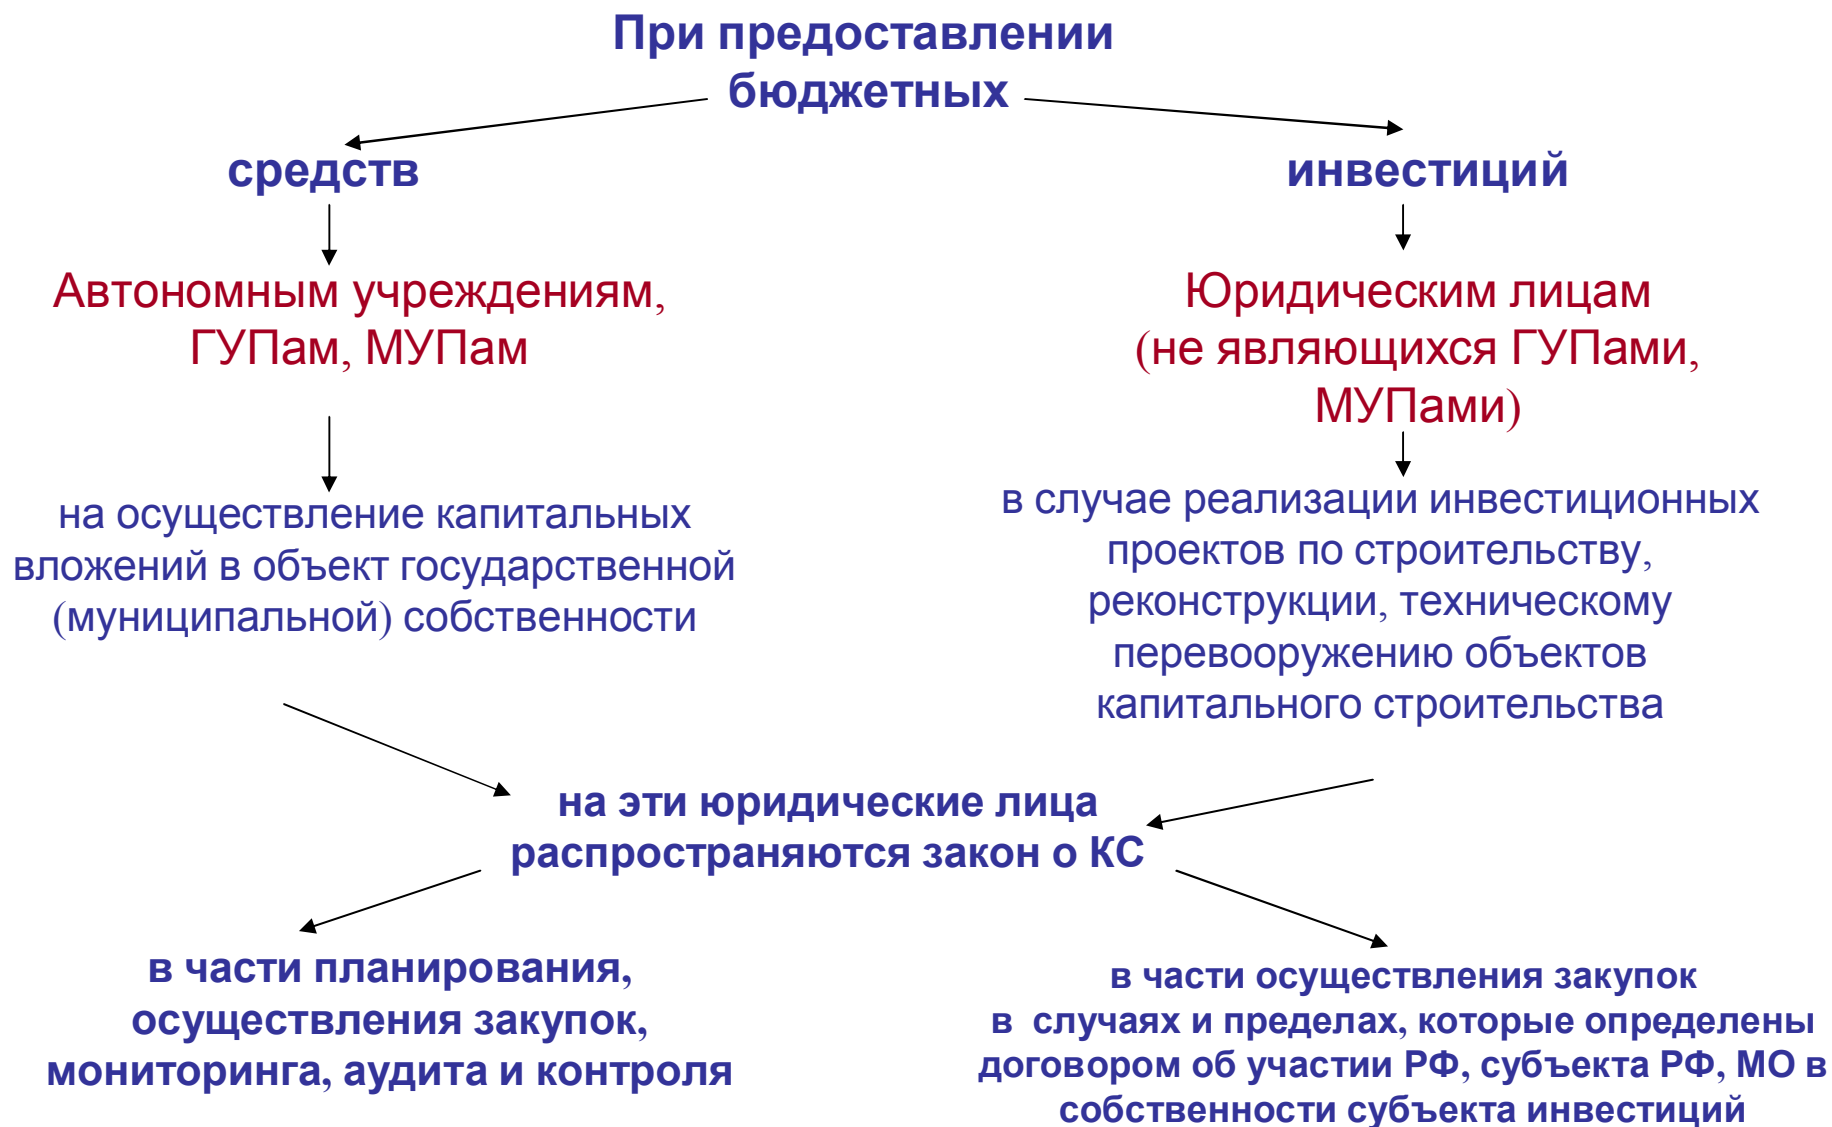 При предоставлении
бюджетных
средств
инвестиций
Автономным учреждениям,
ГУПам, МУПам
Юридическим лицам
(не являющихся ГУПами,
МУПами)
на осуществление капитальных
вложений в объект государственной
(муниципальной) собственности
в случае реализации инвестиционных
проектов по строительству,
реконструкции, техническому
перевооружению объектов
капитального строительства
на эти юридические лица
распространяются закон о КС
в части планирования,
осуществления закупок,
мониторинга, аудита и контроля
в части осуществления закупок
в случаях и пределах, которые определены
договором об участии РФ, субъекта РФ, МО в
собственности субъекта инвестиций